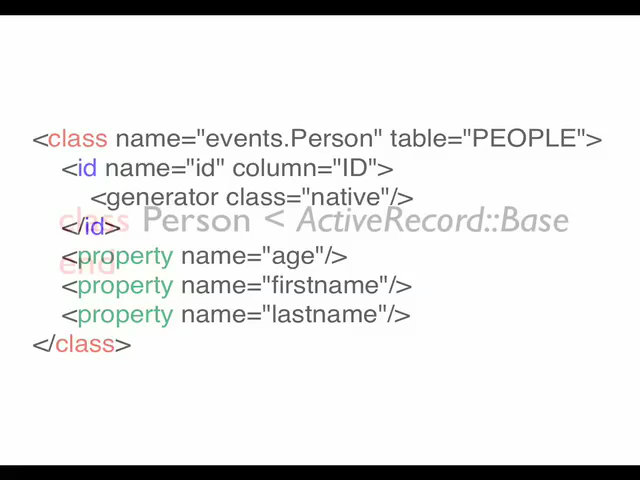 <class name="events.Person" table="PEOPLE">
<id name="id" column="ID">
<generator class="native"/>
class Person < ActiveRecord::Base
</id>
<property name="age"/>
end
<property name="firstname"/>
<property name="lastname"/>
</class>